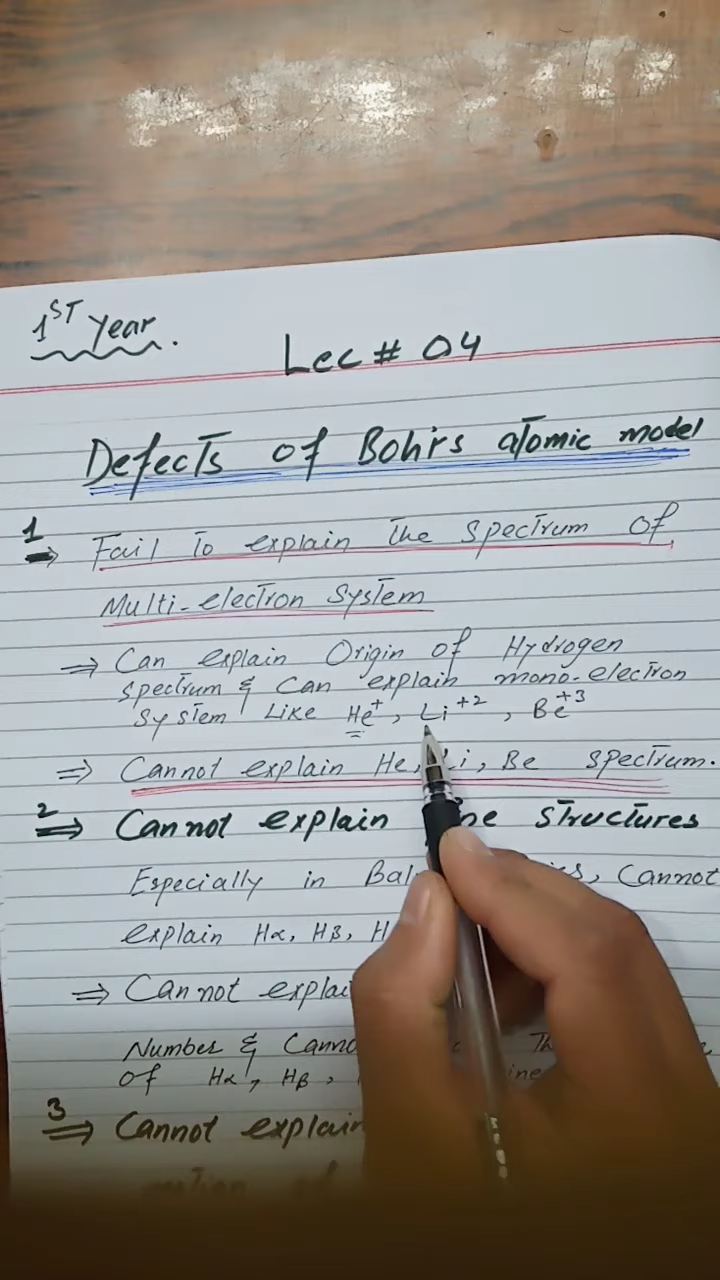 1ST Year.
Lec # 04
Defects of Bohrs atomic model
1 ⇒ Fail to explain the spectrum of
Multi-electron System
⇒ Can explain Origin of Hydrogen
spectrum & Can explain mono-electron
System Like He⁺, Li⁺², Be⁺³
⇒ Cannot explain He, Li, Be spectrum.
2 ⇒ Cannot explain structures
Especially in Cannot
explain Hα, Hβ, H
⇒ Cannot
Number &
of Hα, Hβ,
3 ⇒ Cannot explain